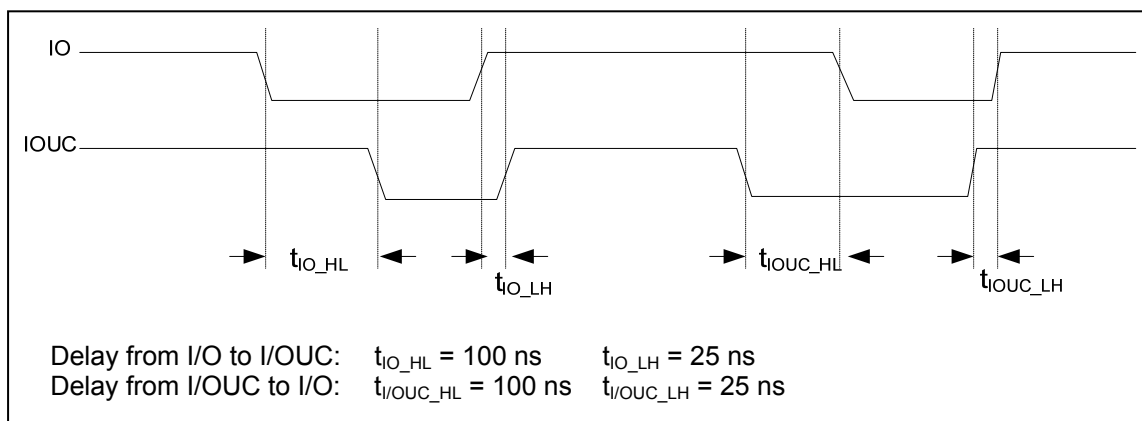 IO
IOUC
tIO_HL
tIO_LH
tIOUC_HL
tIOUC_LH
Delay from I/O to I/OUC: tIO_HL = 100 ns tIO_LH = 25 ns
Delay from I/OUC to I/O: tI/OUC_HL = 100 ns tI/OUC_LH = 25 ns